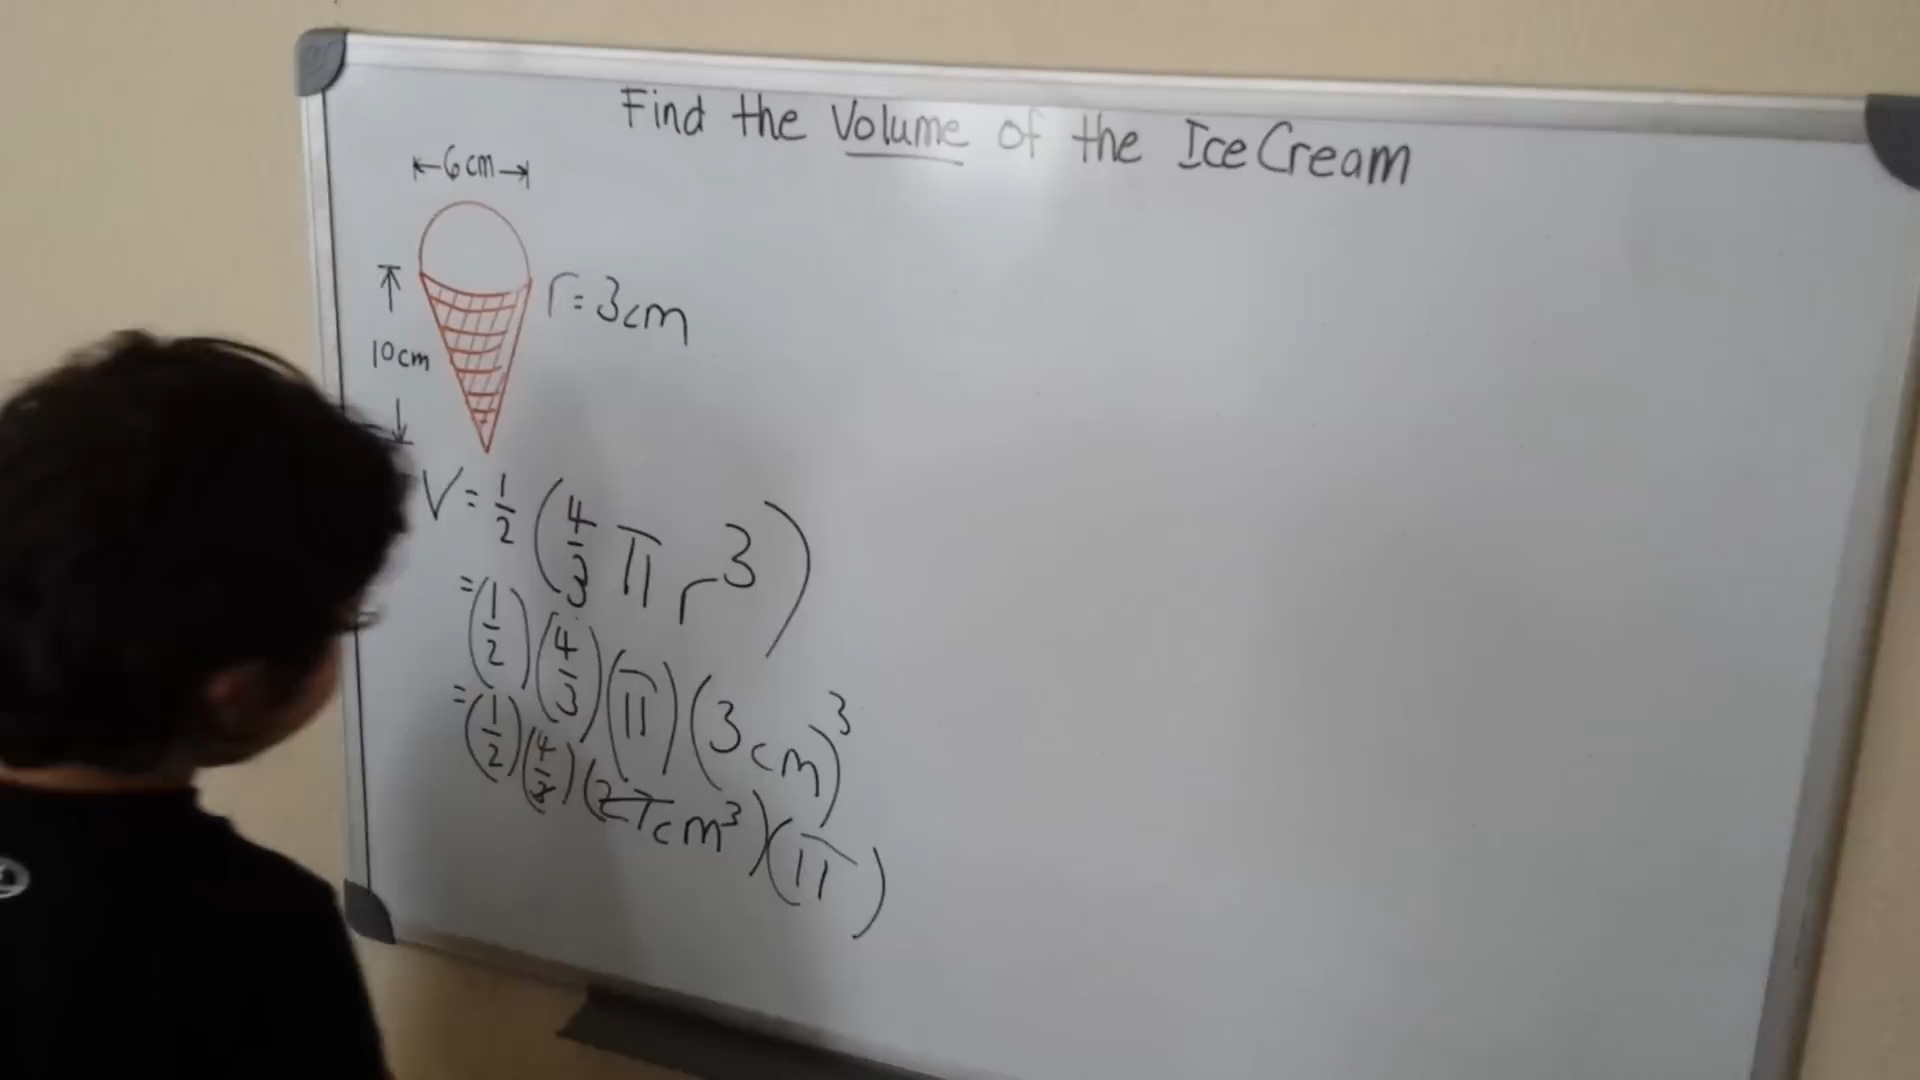 Find the Volume of the Ice Cream
6cm
r = 3cm
10cm
V = 1/2 (4/3 π r³)
= (1/2)(4/3)(π)(3cm)³
= (1/2)(4/3)(27cm³)(π)